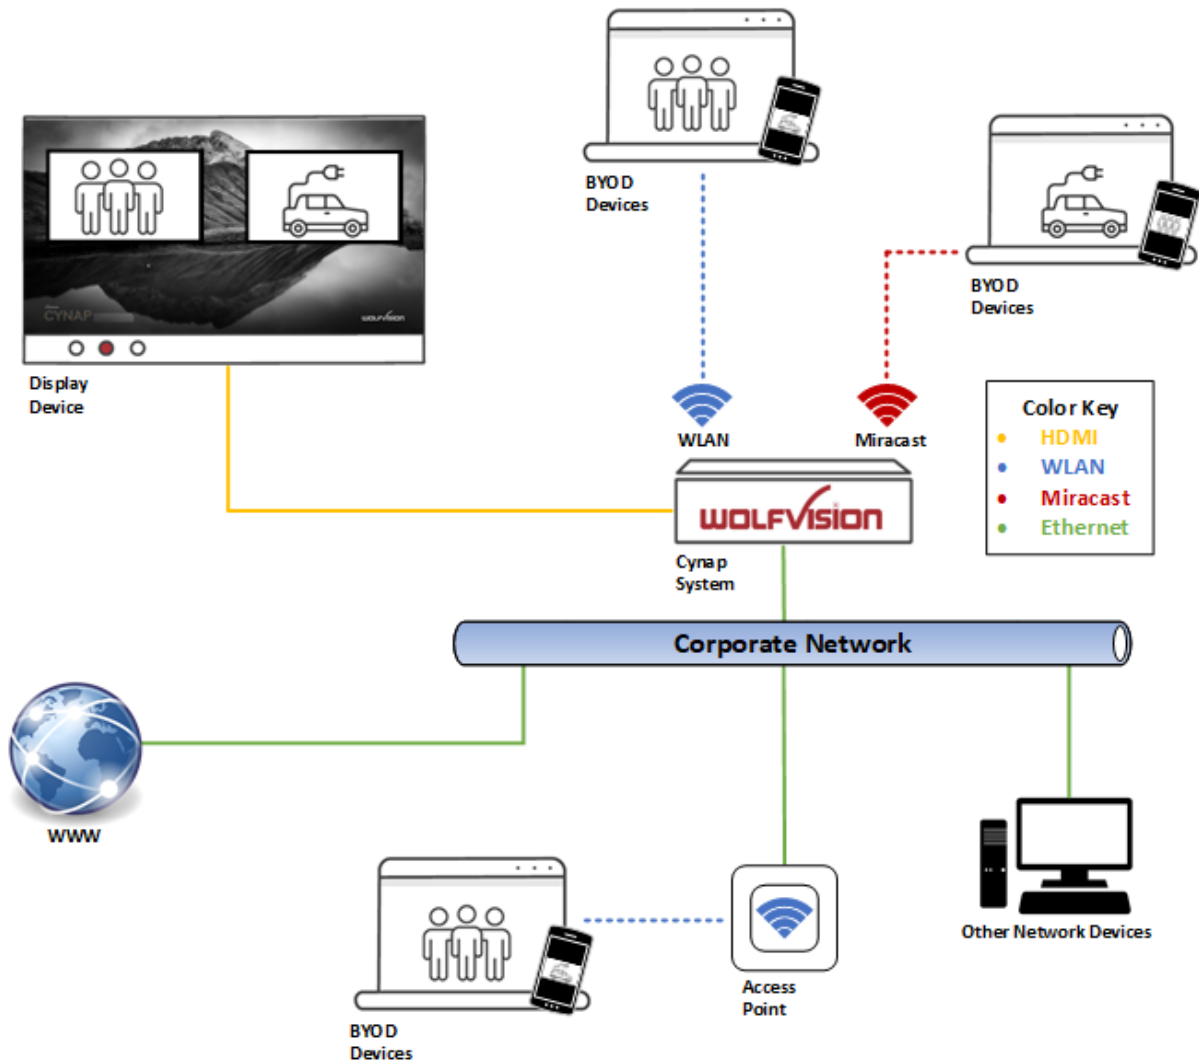 BYOD
Devices
BYOD
Devices
CYNAP
WOLFVISION
Display
Device
WLAN
Miracast
Color Key
HDMI
WLAN
Miracast
Ethernet
WOLFVISION
Cynap
System
Corporate Network
WWW
Other Network Devices
Access
Point
BYOD
Devices